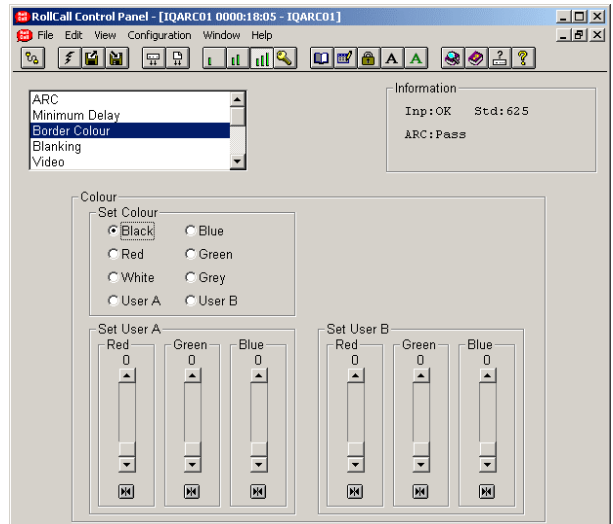 RollCall Control Panel - [IQARC01 0000:18:05 - IQARC01]
File Edit View Configuration Window Help
A A
ARC
Minimum Delay
Border Colour
Blanking
Video
Information
Inp:OK Std:625
ARC:Pass
Colour
Set Colour
Black Blue
Red Green
White Grey
User A User B
Set User A Set User B
Red Green Blue Red Green Blue
0 0 0 0 0 0